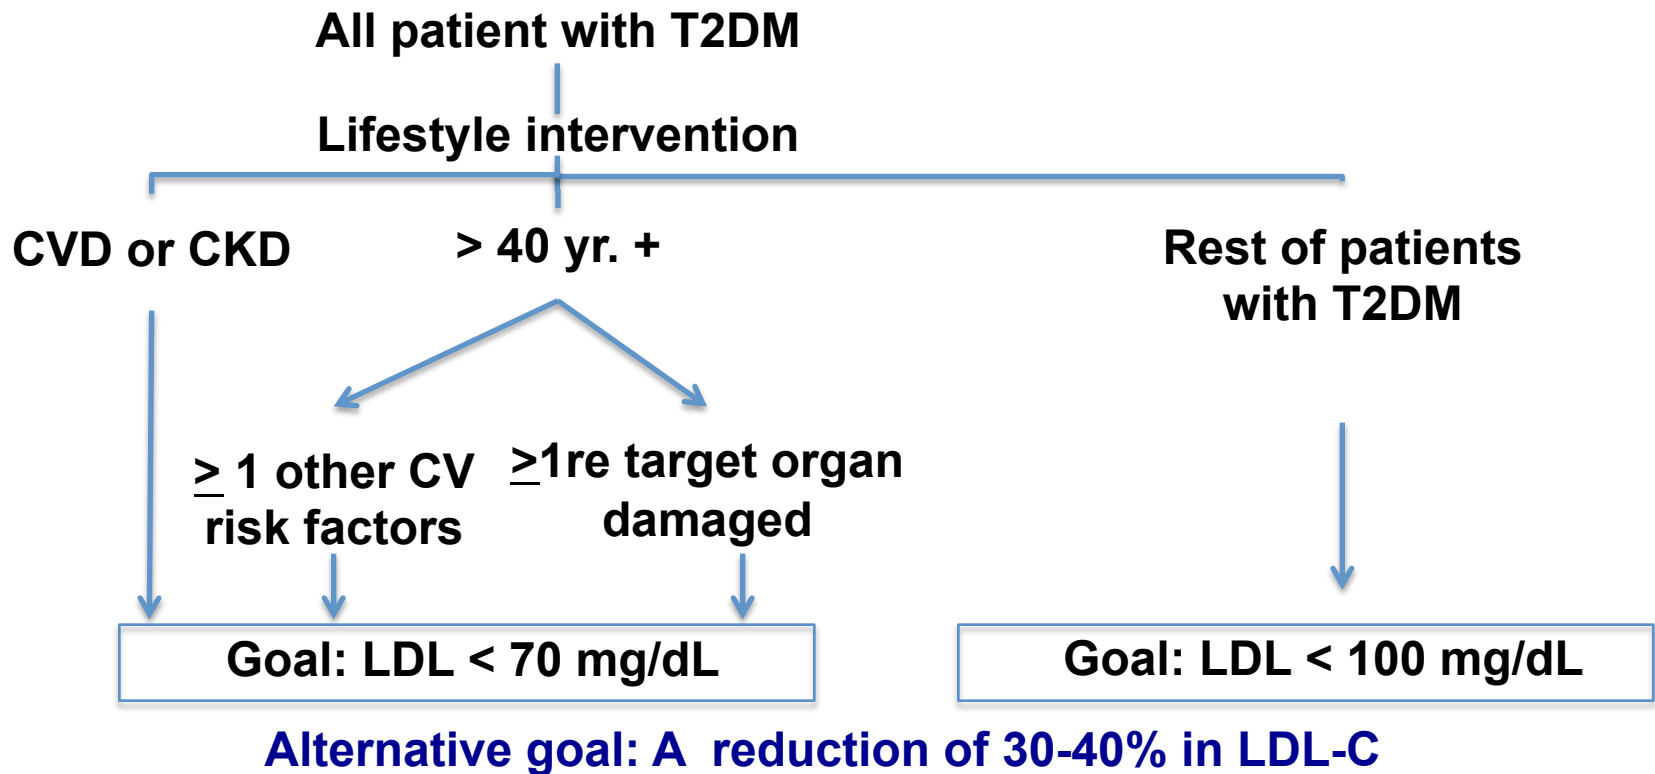 All patient with T2DM
Lifestyle intervention
CVD or CKD
> 40 yr. +
Rest of patients
with T2DM
≥ 1 other CV
risk factors
≥1re target organ
damaged
Goal: LDL < 70 mg/dL
Goal: LDL < 100 mg/dL
Alternative goal: A reduction of 30-40% in LDL-C